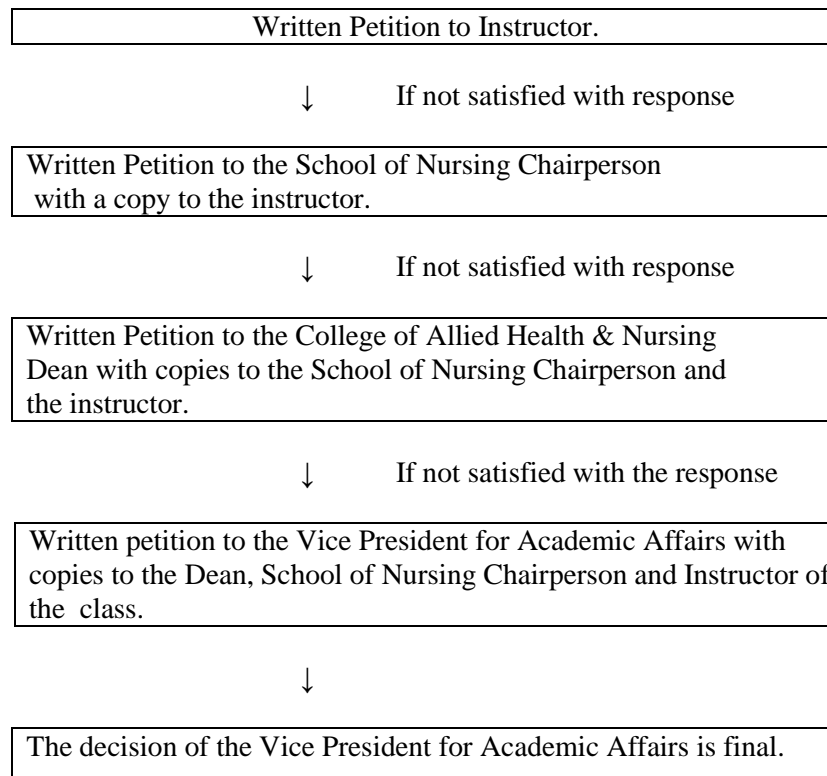 Written Petition to Instructor.
↓ If not satisfied with response
Written Petition to the School of Nursing Chairperson
with a copy to the instructor.
↓ If not satisfied with response
Written Petition to the College of Allied Health & Nursing
Dean with copies to the School of Nursing Chairperson and
the instructor.
↓ If not satisfied with the response
Written petition to the Vice President for Academic Affairs with
copies to the Dean, School of Nursing Chairperson and Instructor of
the class.
↓
The decision of the Vice President for Academic Affairs is final.